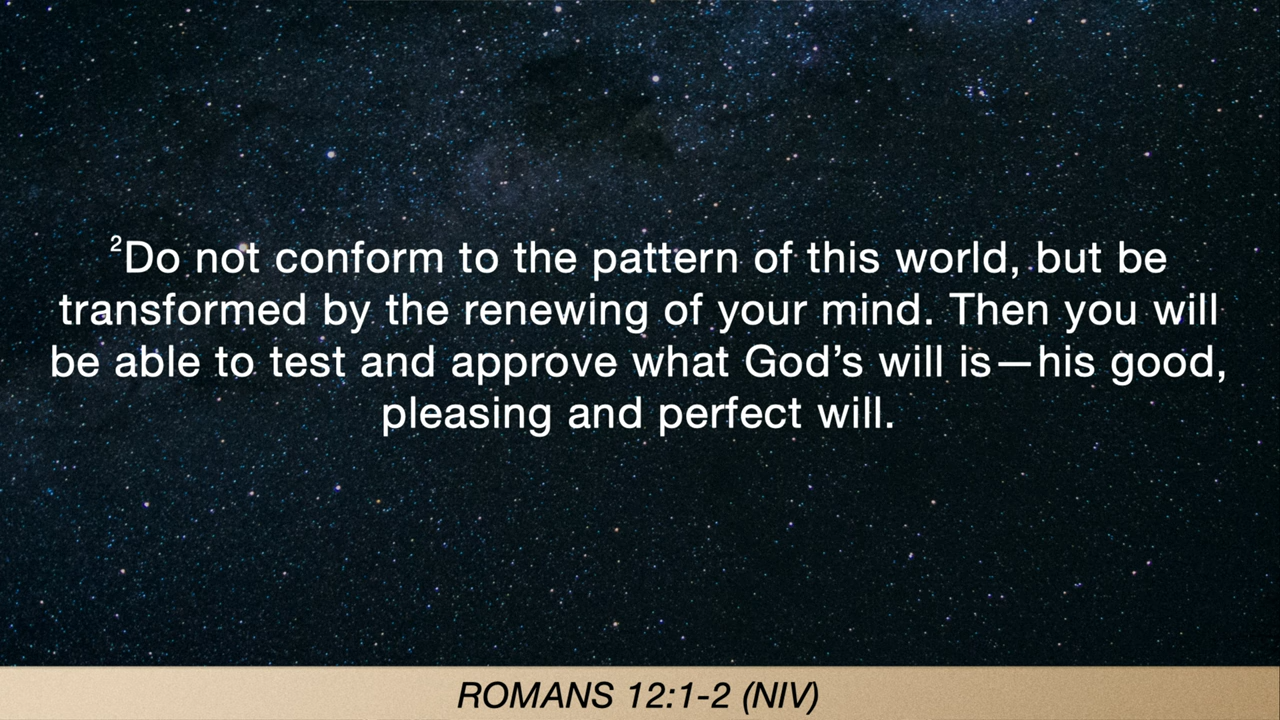 ²Do not conform to the pattern of this world, but be
transformed by the renewing of your mind. Then you will
be able to test and approve what God’s will is—his good,
pleasing and perfect will.
ROMANS 12:1-2 (NIV)